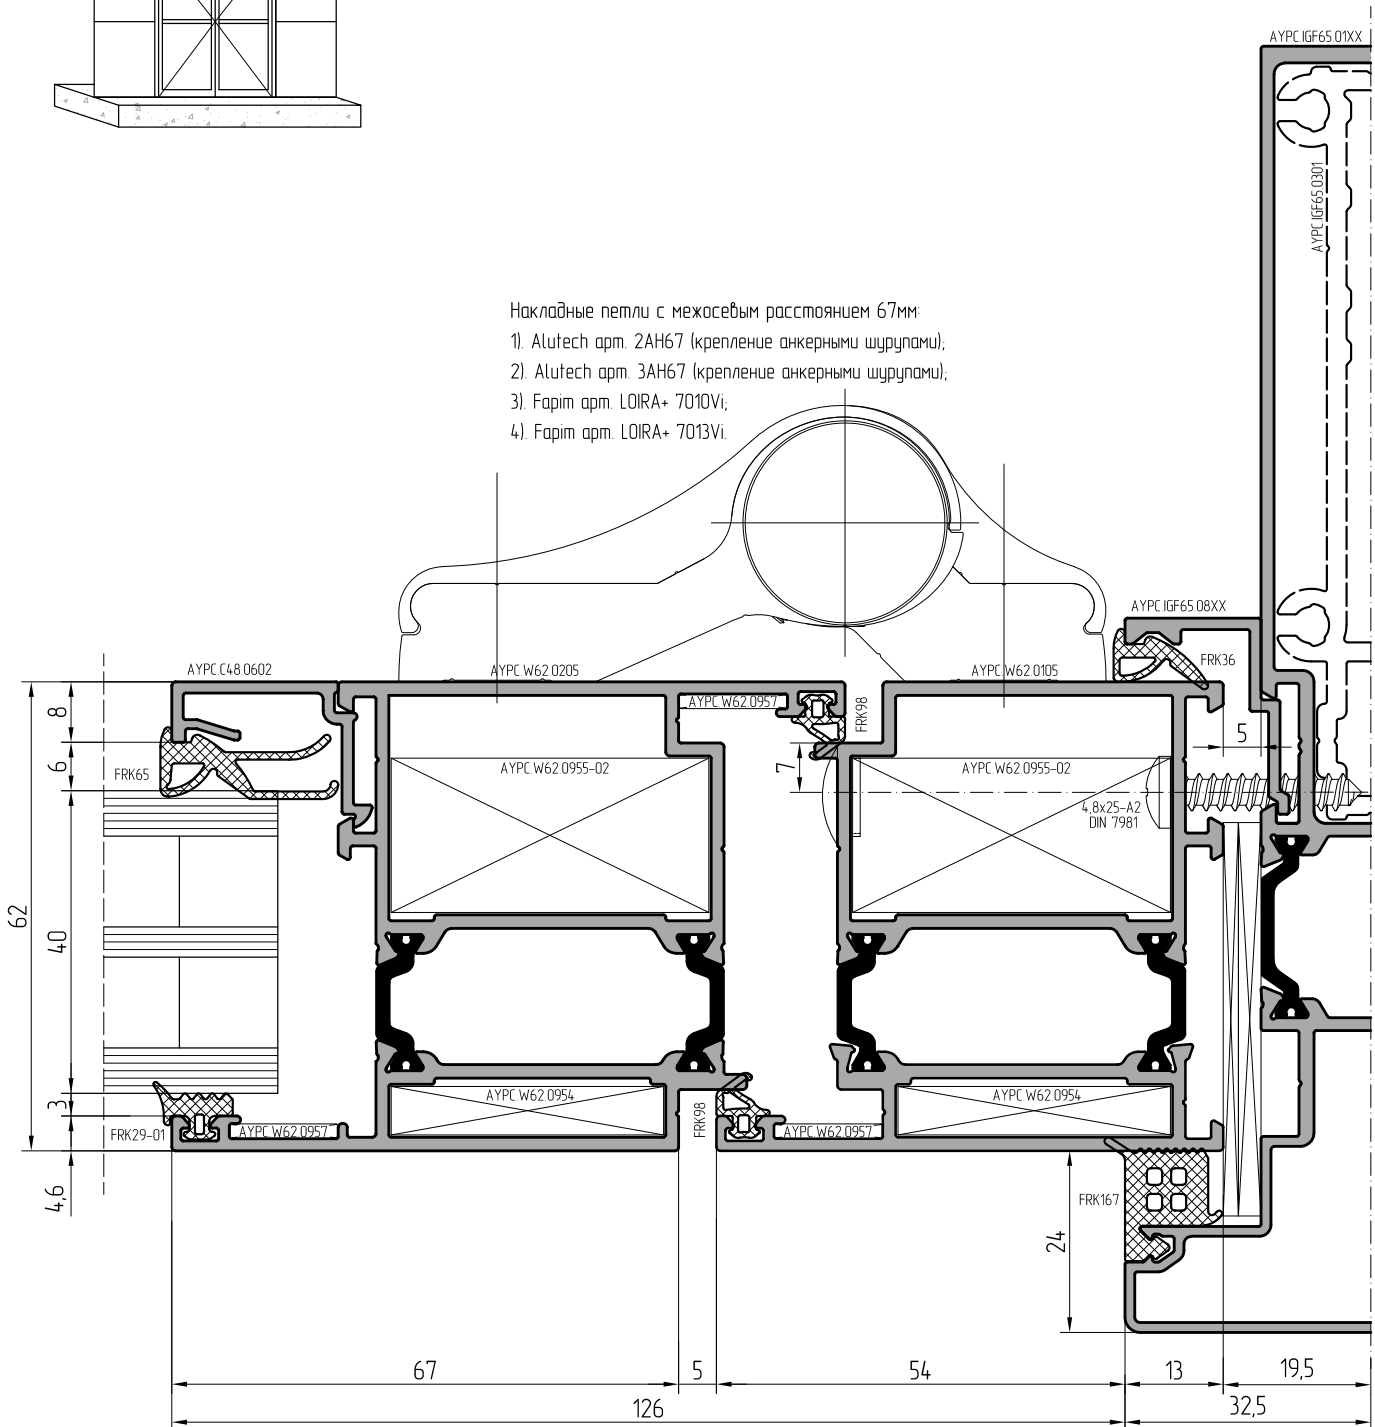 AYPC.IGF65.01XX
AYPC.IGF65.0301
Накладные петли с межосевым расстоянием 67мм:
1). Alutech арт. 2AH67 (крепление анкерными шурупами);
2). Alutech арт. 3AH67 (крепление анкерными шурупами);
3). Fapim арт. LOIRA+ 7010Vi;
4). Fapim арт. LOIRA+ 7013Vi.
AYPC.IGF65.08XX
FRK36
AYPC.C48.0602
AYPC.W62.0205
AYPC.W62.0105
AYPC.W62.0957
FRK98
8
6
5
7
FRK65
AYPC.W62.0955-02
AYPC.W62.0955-02
4,8x25-A2
DIN 7981
62
40
3
4,6
AYPC.W62.0954
AYPC.W62.0954
FRK29-01
AYPC.W62.0957
FRK98
AYPC.W62.0957
FRK167
24
67
5
54
13
19,5
126
32,5